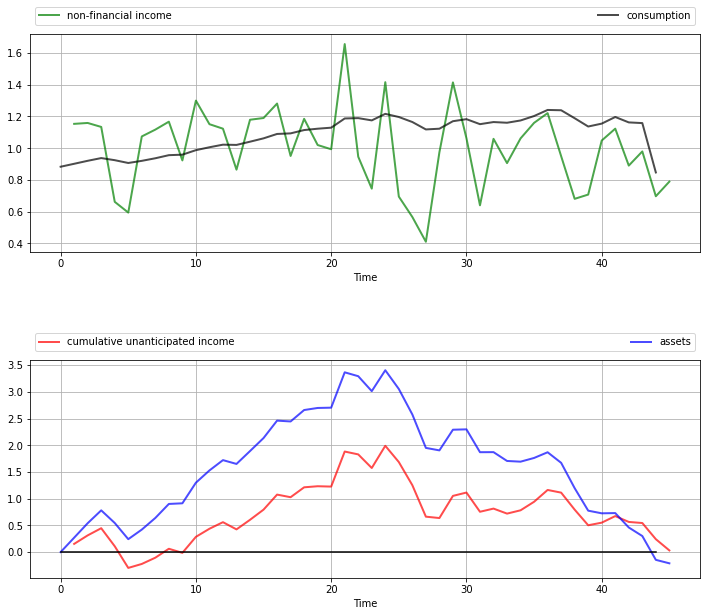 non-financial income consumption
1.6
1.4
1.2
1.0
0.8
0.6
0.4
0 10 20 30 40
Time
cumulative unanticipated income assets
3.5
3.0
2.5
2.0
1.5
1.0
0.5
0.0
0 10 20 30 40
Time